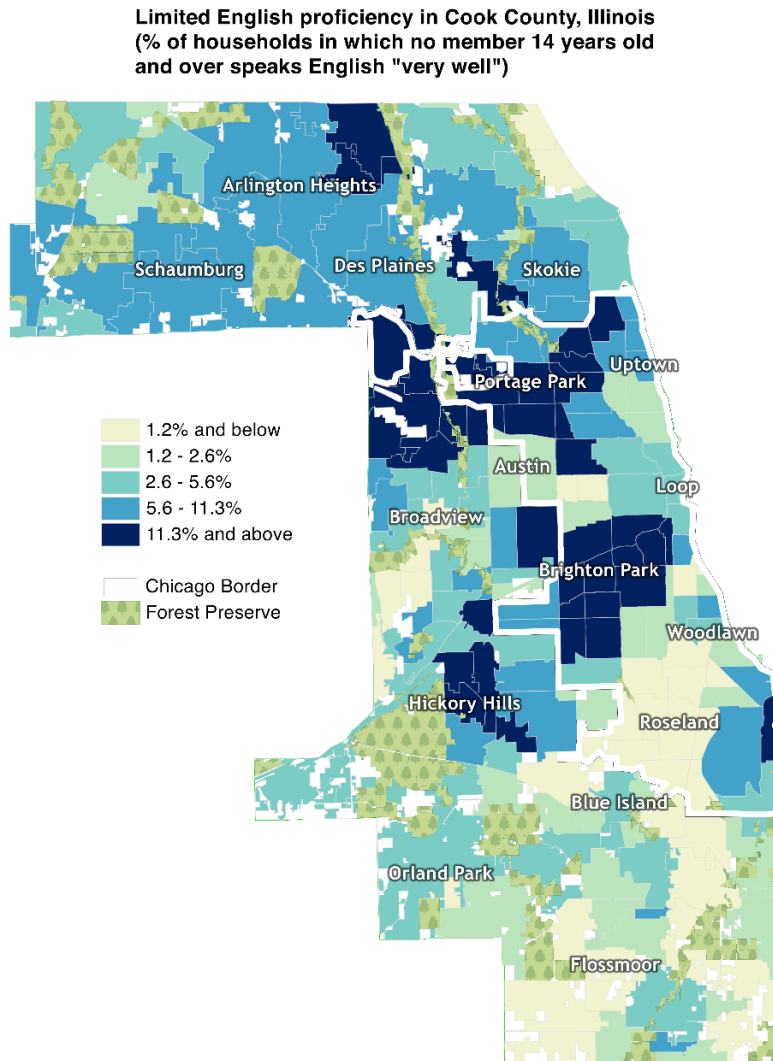 Limited English proficiency in Cook County, Illinois
(% of households in which no member 14 years old
and over speaks English "very well")
Arlington Heights
Schaumburg
Des Plaines
Skokie
Uptown
Portage Park
1.2% and below
1.2 - 2.6%
2.6 - 5.6%
5.6 - 11.3%
11.3% and above
Chicago Border
Forest Preserve
Austin
Loop
Broadview
Brighton Park
Woodlawn
Hickory Hills
Roseland
Blue Island
Orland Park
Flossmoor